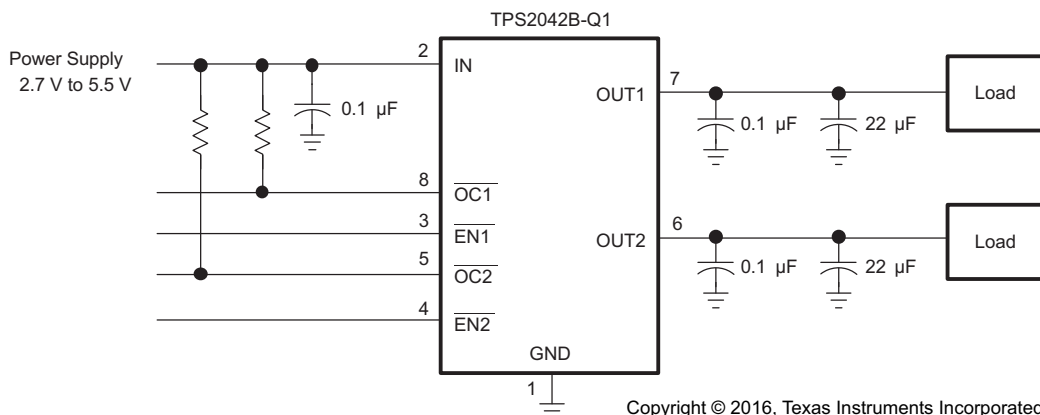 TPS2042B-Q1
Power Supply
2.7 V to 5.5 V
2
IN
0.1 µF
8
OC1
3
EN1
5
OC2
4
EN2
GND
1
OUT1
7
0.1 µF
22 µF
Load
OUT2
6
0.1 µF
22 µF
Load
Copyright © 2016, Texas Instruments Incorporated